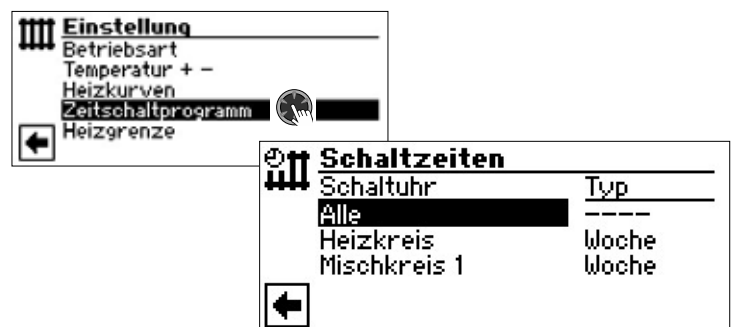 Einstellung
Betriebsart
Temperatur + -
Heizkurven
Zeitschaltprogramm
Heizgrenze
Schaltzeiten
Schaltuhr Typ
Alle ----
Heizkreis Woche
Mischkreis 1 Woche